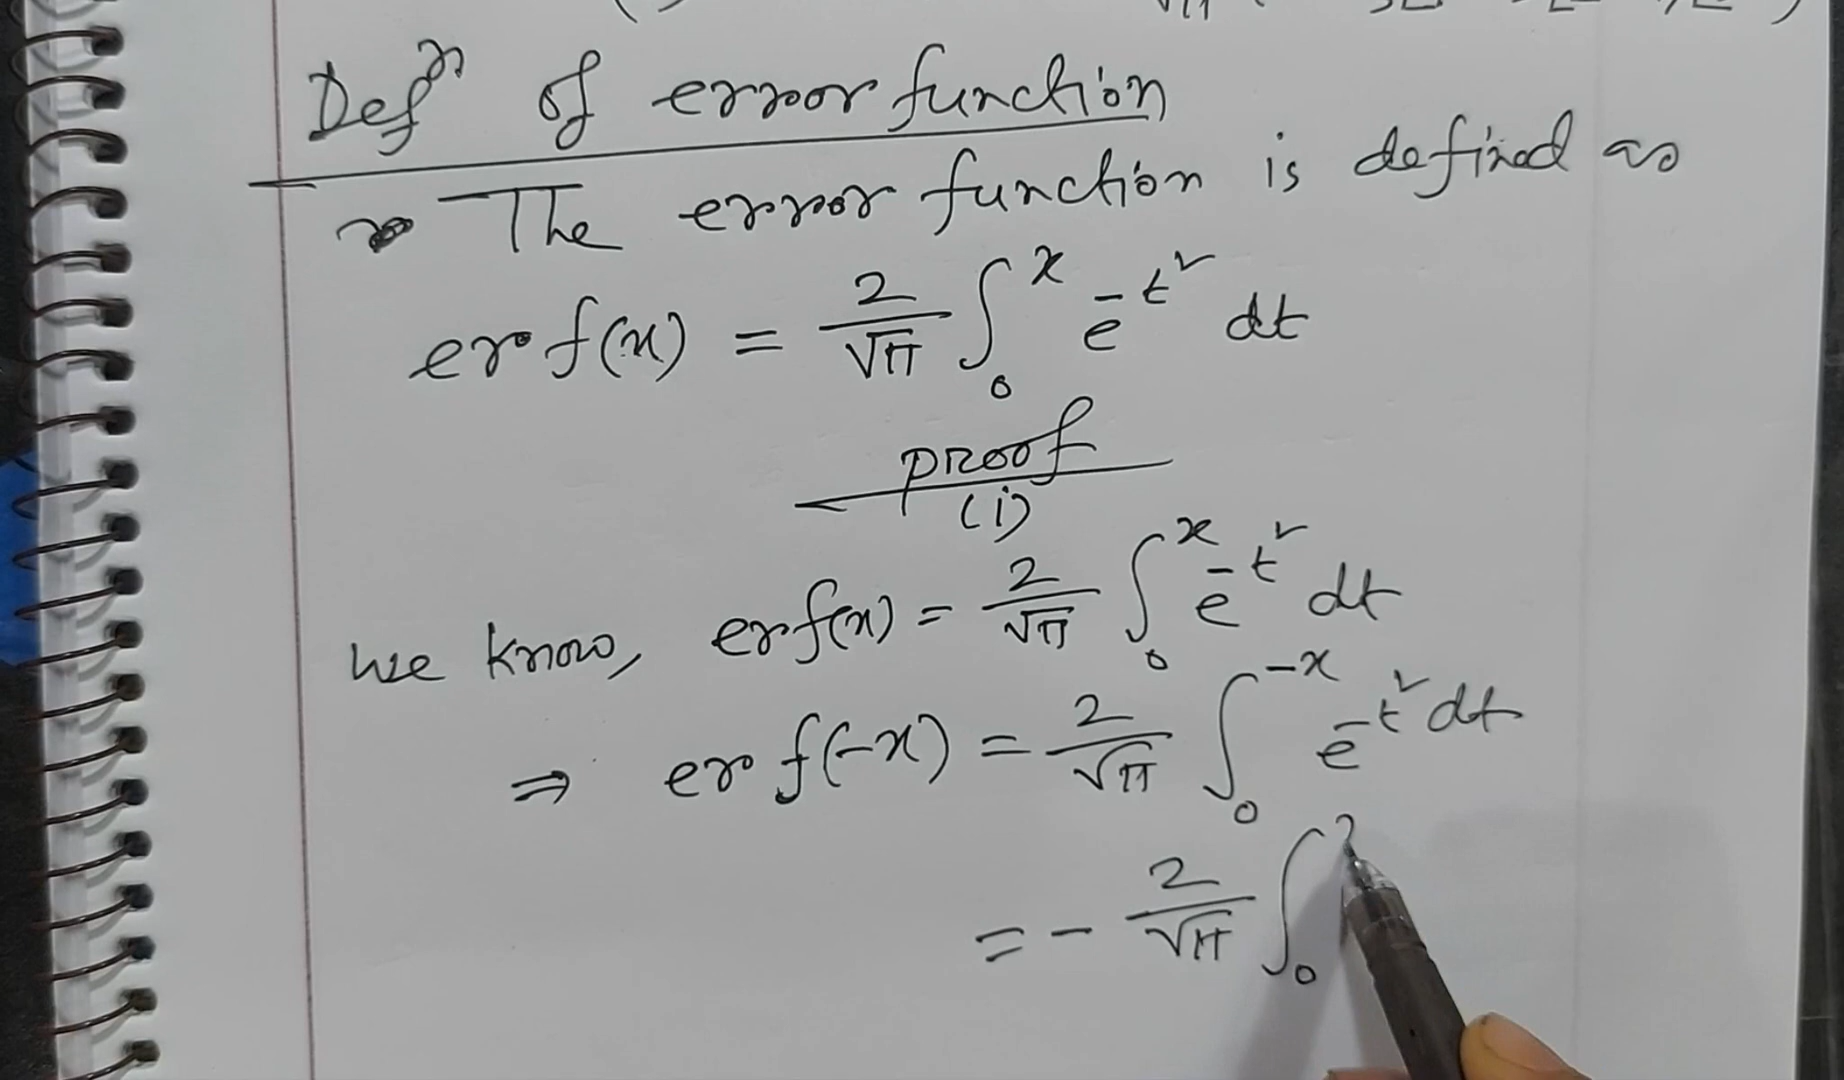 Defⁿ of error function
The error function is defined as
erf(x) = 2/√π ∫₀ˣ e^-t² dt
proof
(i)
we know, erf(x) = 2/√π ∫₀ˣ e^-t² dt
⇒ erf(-x) = 2/√π ∫₀^-x e^-t² dt
= - 2/√π ∫₀